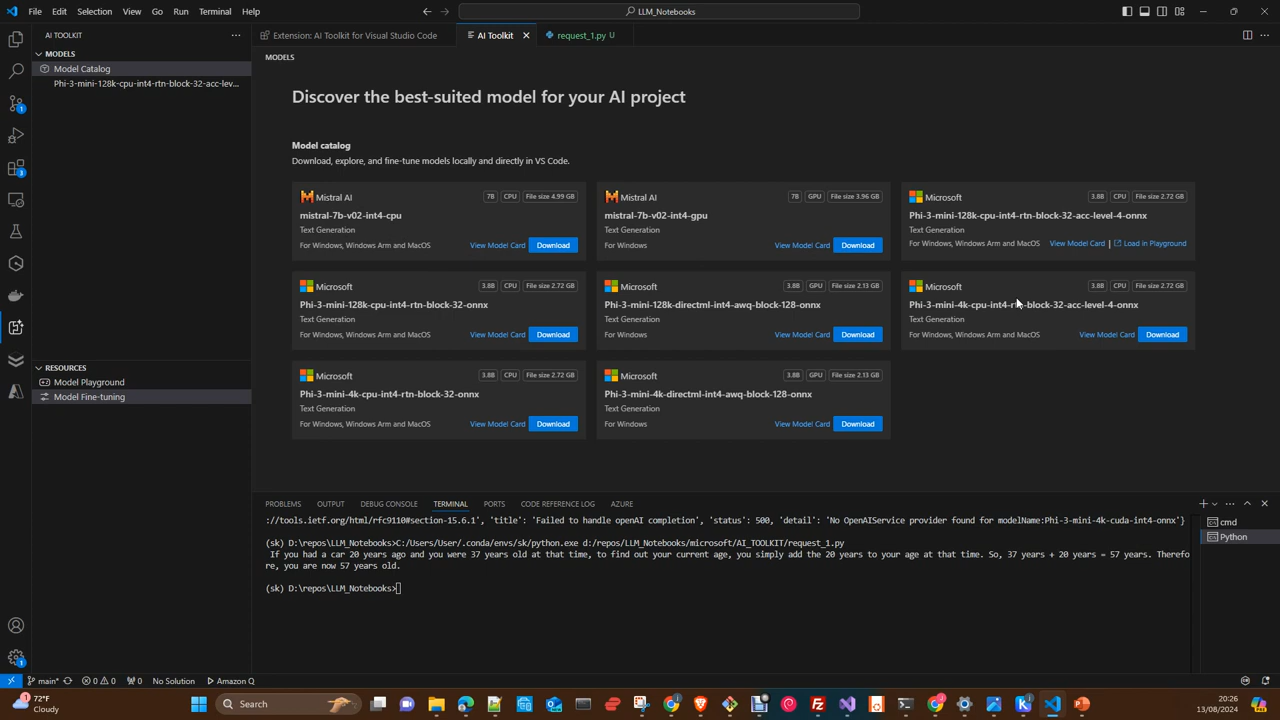 File Edit Selection View Go Run Terminal Help
LLM_Notebooks
AI TOOLKIT
Extension: AI Toolkit for Visual Studio Code
AI Toolkit
request_1.py U
MODELS
Model Catalog
Phi-3-mini-128k-cpu-int4-rtn-block-32-acc-lev...
MODELS
Discover the best-suited model for your AI project
Model catalog
Download, explore, and fine-tune models locally and directly in VS Code.
Mistral AI 7B CPU File size 4.99 GB
mistral-7b-v02-int4-cpu
Text Generation
For Windows, Windows Arm and MacOS View Model Card Download
Mistral AI 7B GPU File size 3.96 GB
mistral-7b-v02-int4-gpu
Text Generation
For Windows View Model Card Download
Microsoft 3.8B CPU File size 2.72 GB
Phi-3-mini-128k-cpu-int4-rtn-block-32-acc-level-4-onnx
Text Generation
For Windows, Windows Arm and MacOS View Model Card | Load in Playground
Microsoft 3.8B CPU File size 2.72 GB
Phi-3-mini-128k-cpu-int4-rtn-block-32-onnx
Text Generation
For Windows, Windows Arm and MacOS View Model Card Download
Microsoft 3.8B GPU File size 2.13 GB
Phi-3-mini-128k-directml-int4-awq-block-128-onnx
Text Generation
For Windows View Model Card Download
Microsoft 3.8B CPU File size 2.72 GB
Phi-3-mini-4k-cpu-int4-rtn-block-32-acc-level-4-onnx
Text Generation
For Windows, Windows Arm and MacOS View Model Card Download
Microsoft 3.8B CPU File size 2.72 GB
Phi-3-mini-4k-cpu-int4-rtn-block-32-onnx
Text Generation
For Windows, Windows Arm and MacOS View Model Card Download
Microsoft 3.8B GPU File size 2.13 GB
Phi-3-mini-4k-directml-int4-awq-block-128-onnx
Text Generation
For Windows View Model Card Download
RESOURCES
Model Playground
Model Fine-tuning
PROBLEMS OUTPUT DEBUG CONSOLE TERMINAL PORTS CODE REFERENCE LOG AZURE
://tools.ietf.org/html/rfc9110#section-15.6.1', 'title': 'Failed to handle openAI completion', 'status': 500, 'detail': 'No OpenAIService provider found for modelName:Phi-3-mini-4k-cuda-int4-onnx'}
(sk) D:\repos\LLM_Notebooks>C:/Users/User/.conda/envs/sk/python.exe d:/repos/LLM_Notebooks/microsoft/AI_TOOLKIT/request_1.py
If you had a car 20 years ago and you were 37 years old at that time, to find out your current age, you simply add the 20 years to your age at that time. So, 37 years + 20 years = 57 years. Therefo
re, you are now 57 years old.
(sk) D:\repos\LLM_Notebooks>
cmd
Python
main* 0 0 0 No Solution Amazon Q
72°F
Cloudy
Search
20:26
13/08/2024